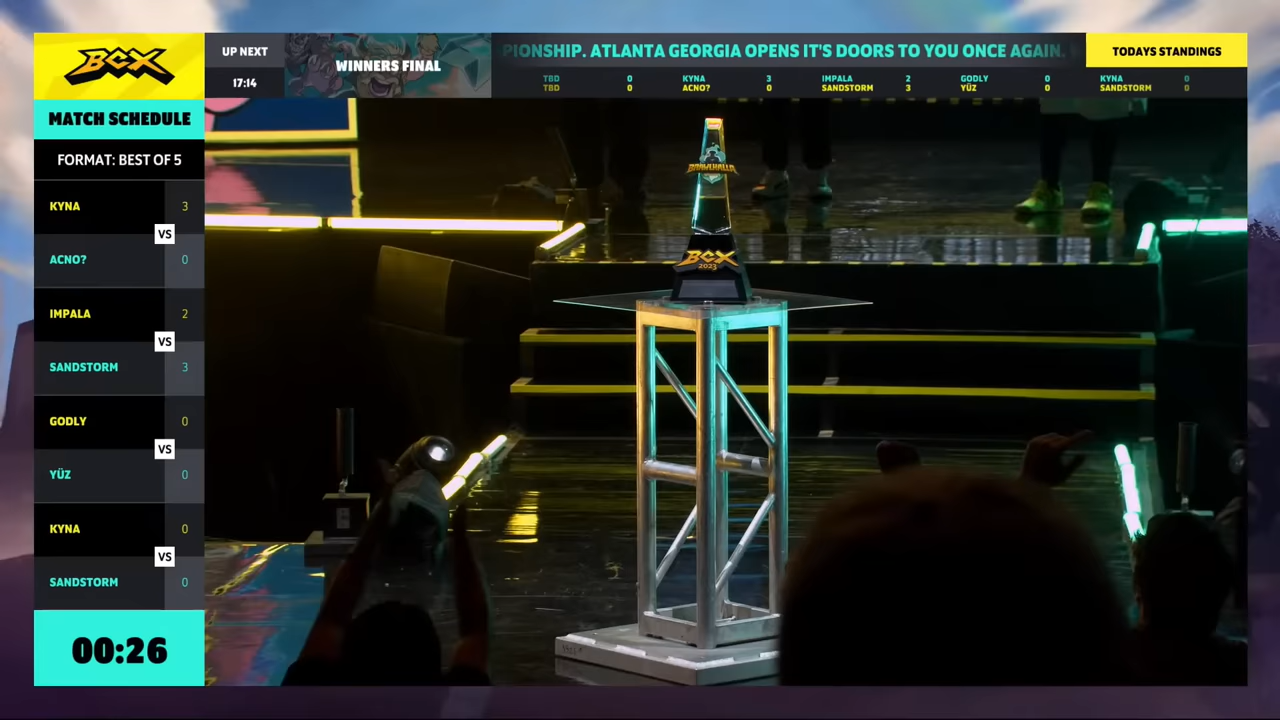 BCX
UP NEXT
17:14
WINNERS FINAL
PIONSHIP. ATLANTA GEORGIA OPENS IT'S DOORS TO YOU ONCE AGAIN.
TODAYS STANDINGS
TBD 0
TBD 0
KYNA 3
ACNO? 0
IMPALA 2
SANDSTORM 3
GODLY 0
YÜZ 0
KYNA 0
SANDSTORM 0
MATCH SCHEDULE
FORMAT: BEST OF 5
KYNA 3
VS
ACNO? 0
IMPALA 2
VS
SANDSTORM 3
GODLY 0
VS
YÜZ 0
KYNA 0
VS
SANDSTORM 0
00:26
BRAWLHALLA
BCX
2023